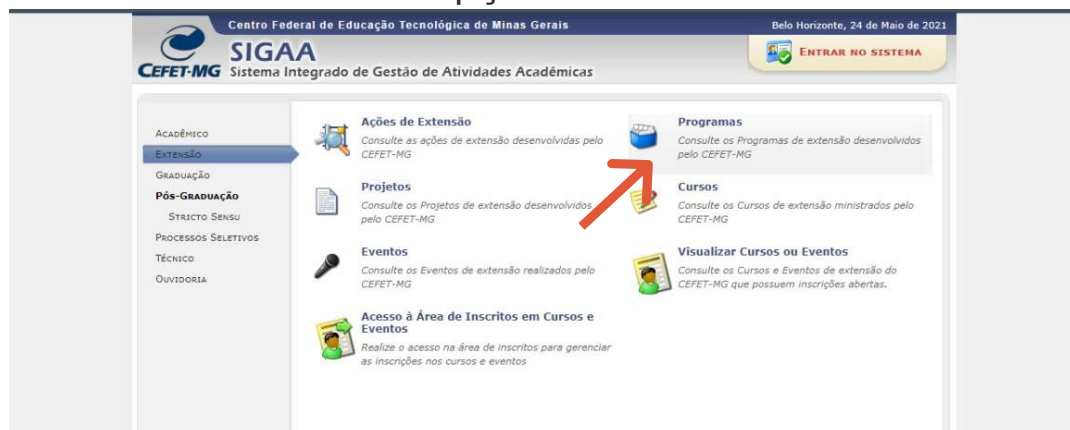 Centro Federal de Educação Tecnológica de Minas Gerais
Belo Horizonte, 24 de Maio de 2021
CEFET-MG
SIGAA
Sistema Integrado de Gestão de Atividades Acadêmicas
ENTRAR NO SISTEMA
ACADÊMICO
EXTENSÃO
GRADUAÇÃO
PÓS-GRADUAÇÃO
STRICTO SENSU
PROCESSOS SELETIVOS
TÉCNICO
OUVIDORIA
Ações de Extensão
Consulte as ações de extensão desenvolvidas pelo
CEFET-MG
Programas
Consulte os Programas de extensão desenvolvidos
pelo CEFET-MG
Projetos
Consulte os Projetos de extensão desenvolvidos
pelo CEFET-MG
Cursos
Consulte os Cursos de extensão ministrados pelo
CEFET-MG
Eventos
Consulte os Eventos de extensão realizados pelo
CEFET-MG
Visualizar Cursos ou Eventos
Consulte os Cursos e Eventos de extensão do
CEFET-MG que possuem inscrições abertas.
Acesso à Área de Inscritos em Cursos e
Eventos
Realize o acesso na área de inscritos para gerenciar
as inscrições nos cursos e eventos